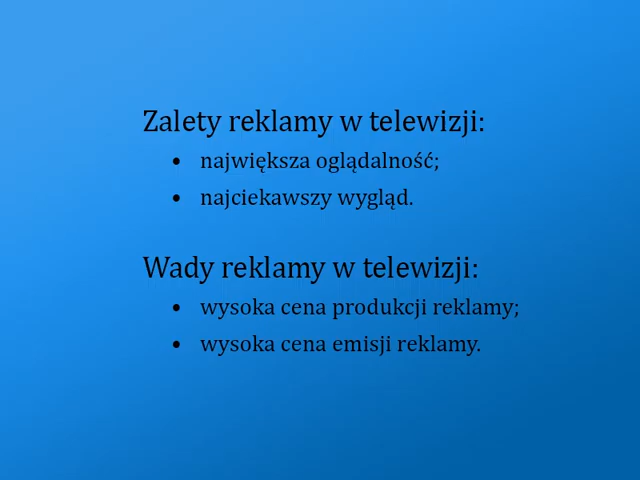 Zalety reklamy w telewizji:
• największa oglądalność;
• najciekawszy wygląd.
Wady reklamy w telewizji:
• wysoka cena produkcji reklamy;
• wysoka cena emisji reklamy.